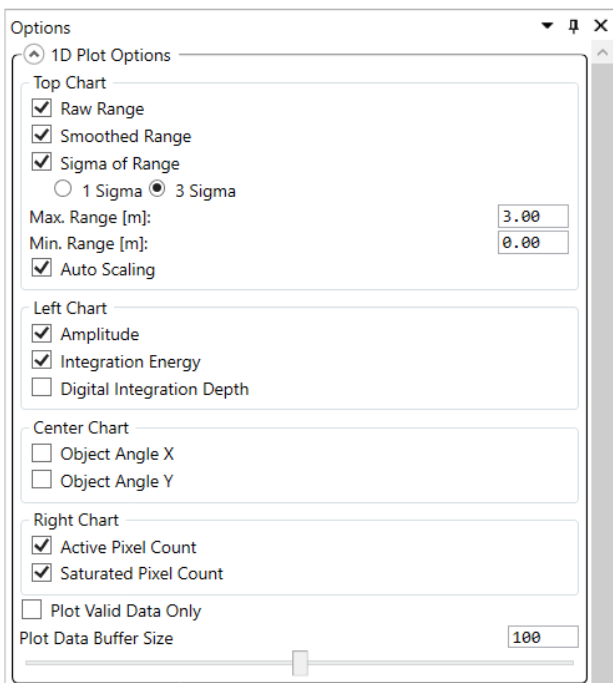 Options
1D Plot Options
Top Chart
Raw Range
Smoothed Range
Sigma of Range
1 Sigma 3 Sigma
Max. Range [m]: 3.00
Min. Range [m]: 0.00
Auto Scaling
Left Chart
Amplitude
Integration Energy
Digital Integration Depth
Center Chart
Object Angle X
Object Angle Y
Right Chart
Active Pixel Count
Saturated Pixel Count
Plot Valid Data Only
Plot Data Buffer Size 100